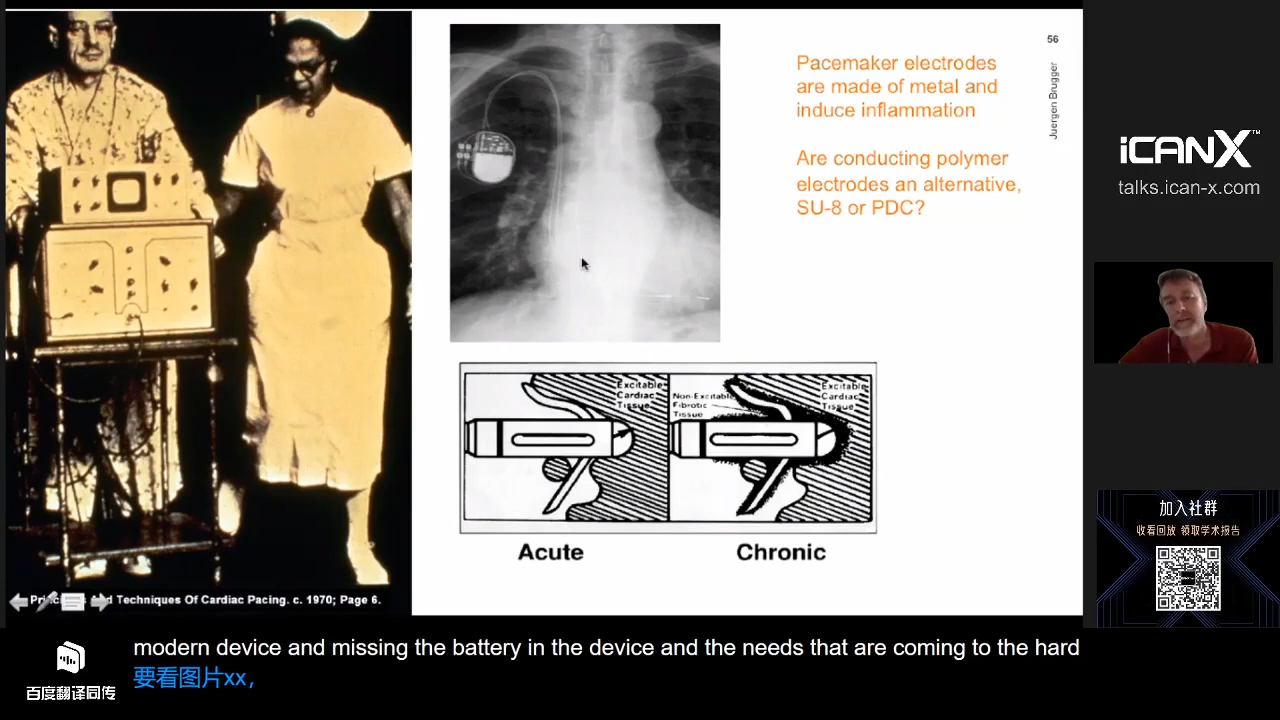 56
Juergen Brugger
Pacemaker electrodes
are made of metal and
induce inflammation
Are conducting polymer
electrodes an alternative,
SU-8 or PDC?
Excitable
Cardiac
Tissue
Non-Excitable
Fibrotic
Tissue
Excitable
Cardiac
Tissue
Acute
Chronic
Techniques Of Cardiac Pacing. c. 1970; Page 6.
iCANX™
talks.ican-x.com
加入社群
收看回放 领取学术报告
modern device and missing the battery in the device and the needs that are coming to the hard
要看图片xx,
百度翻译同传